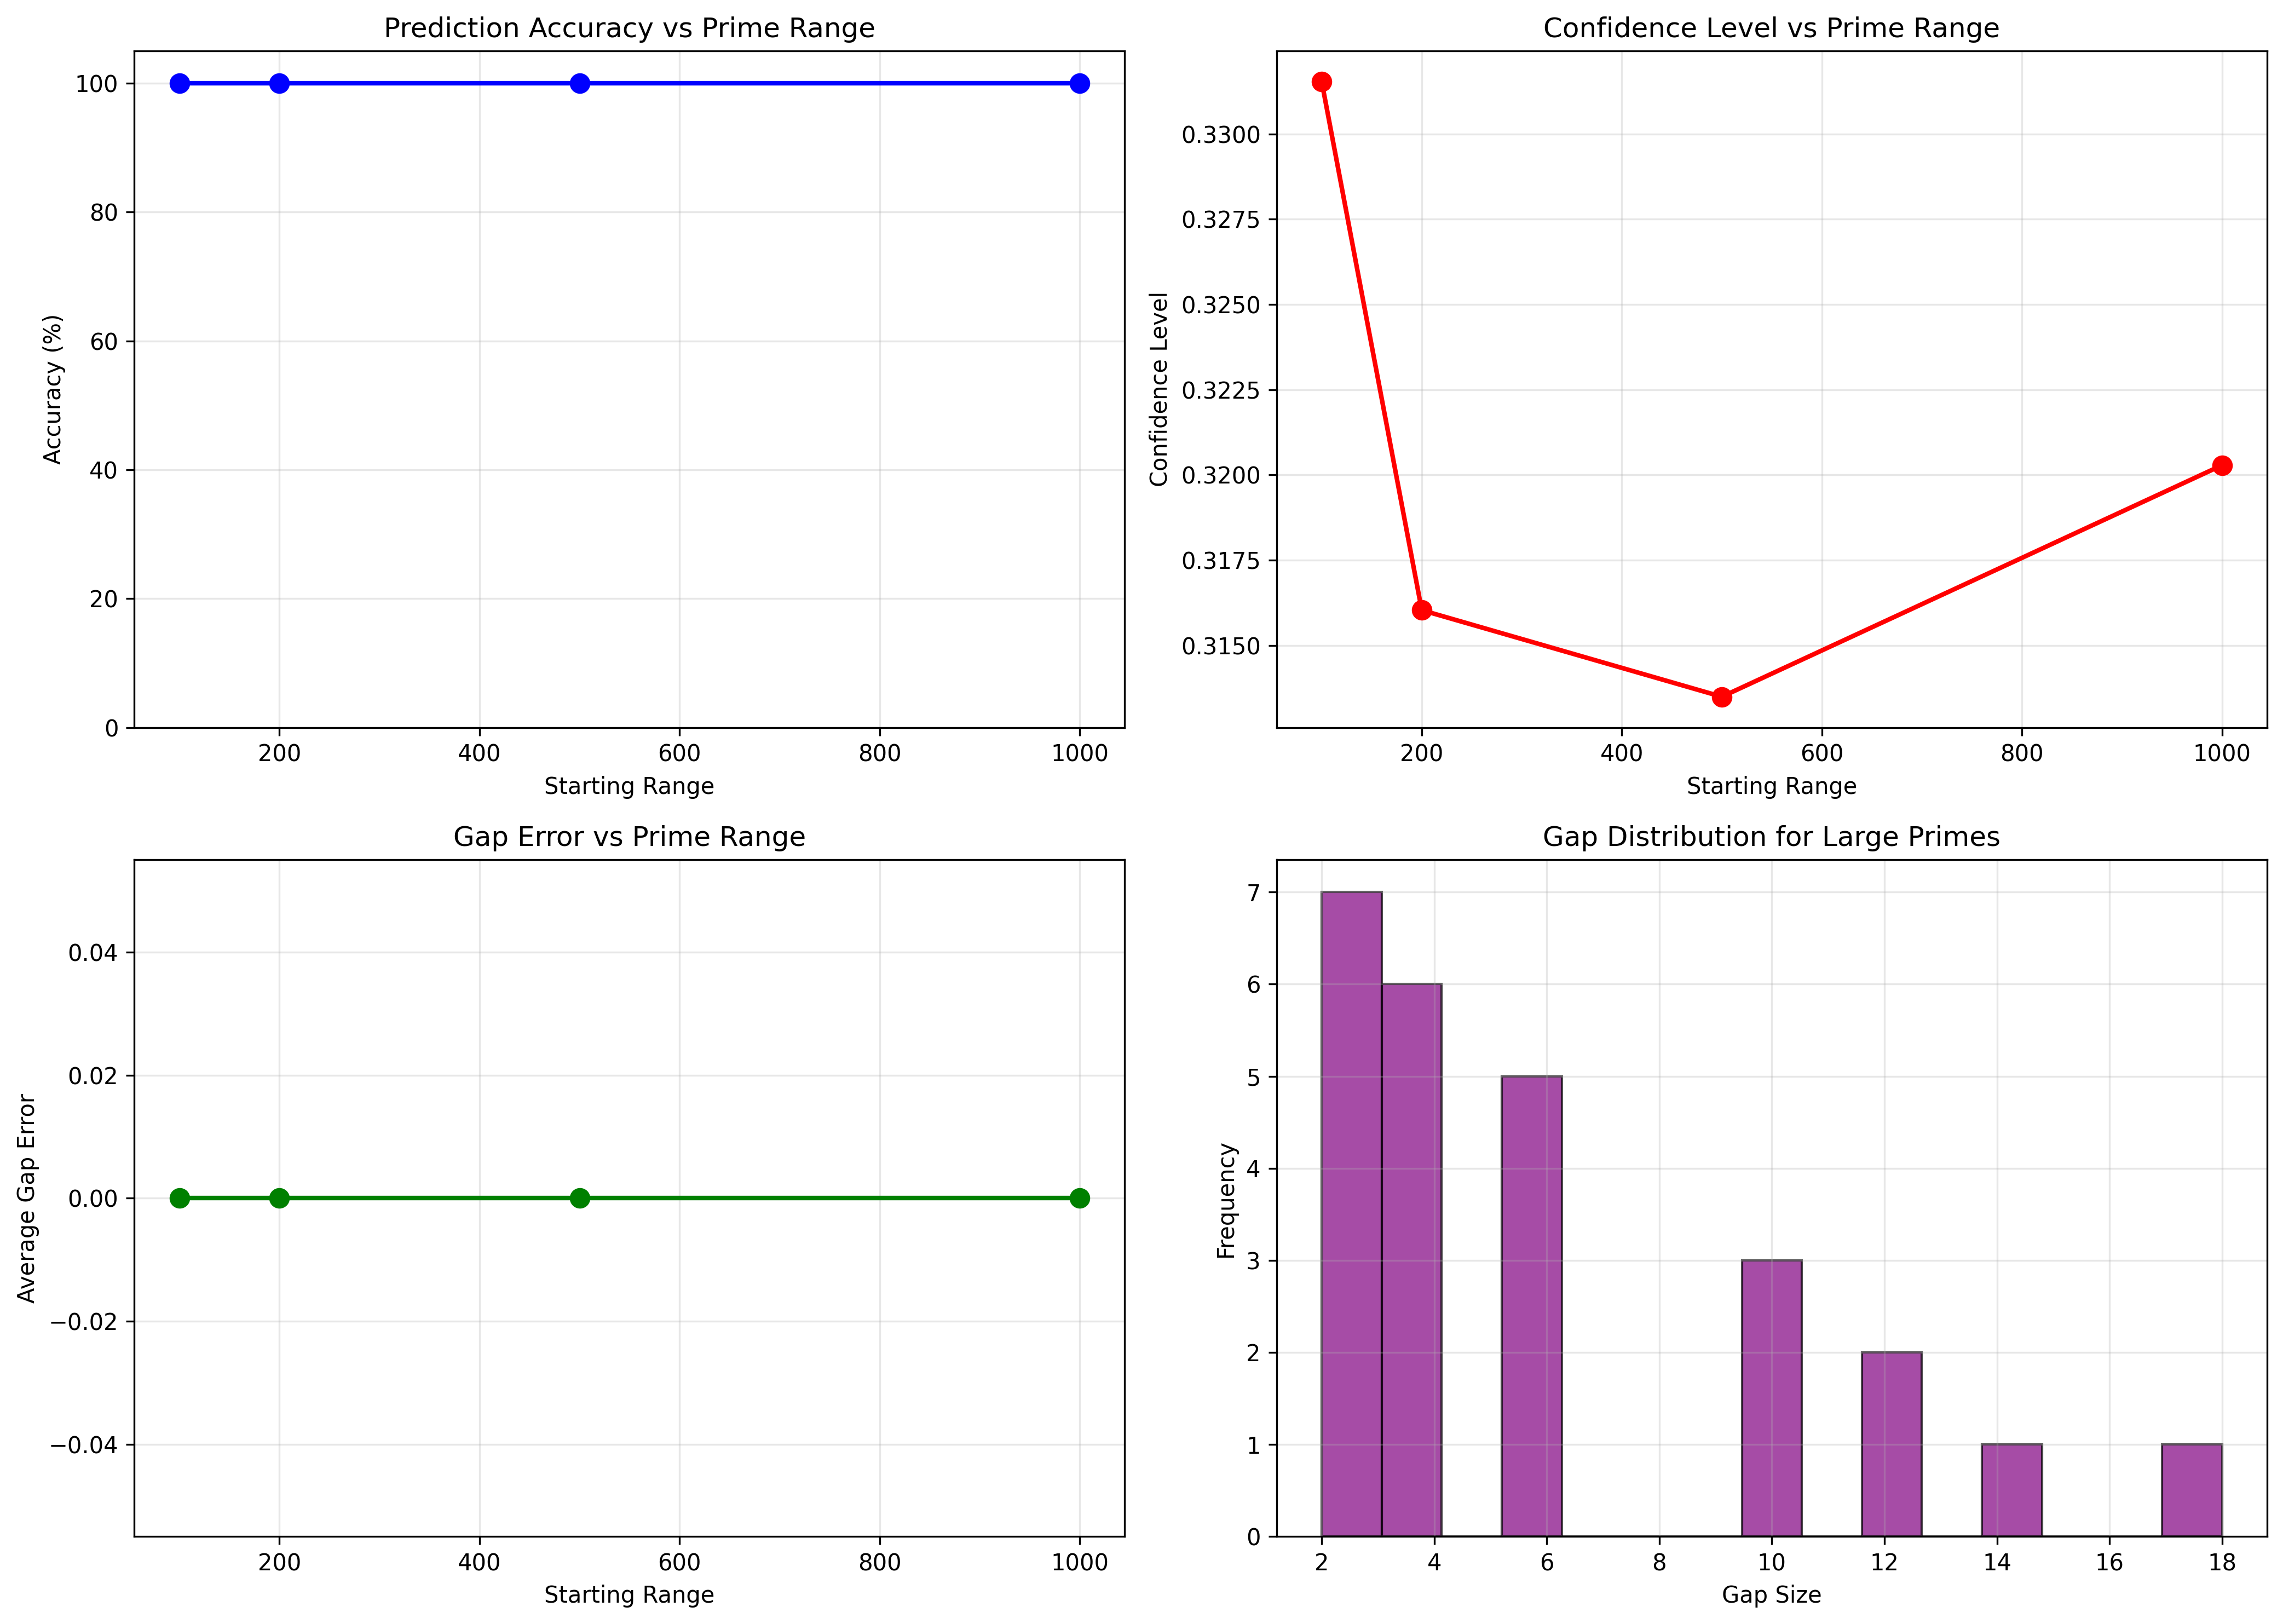 Prediction Accuracy vs Prime Range
100
80
60
40
20
0
Accuracy (%)
200 400 600 800 1000
Starting Range
Confidence Level vs Prime Range
0.3300
0.3275
0.3250
0.3225
0.3200
0.3175
0.3150
Confidence Level
200 400 600 800 1000
Starting Range
Gap Error vs Prime Range
0.04
0.02
0.00
−0.02
−0.04
Average Gap Error
200 400 600 800 1000
Starting Range
Gap Distribution for Large Primes
7
6
5
4
3
2
1
0
Frequency
2 4 6 8 10 12 14 16 18
Gap Size